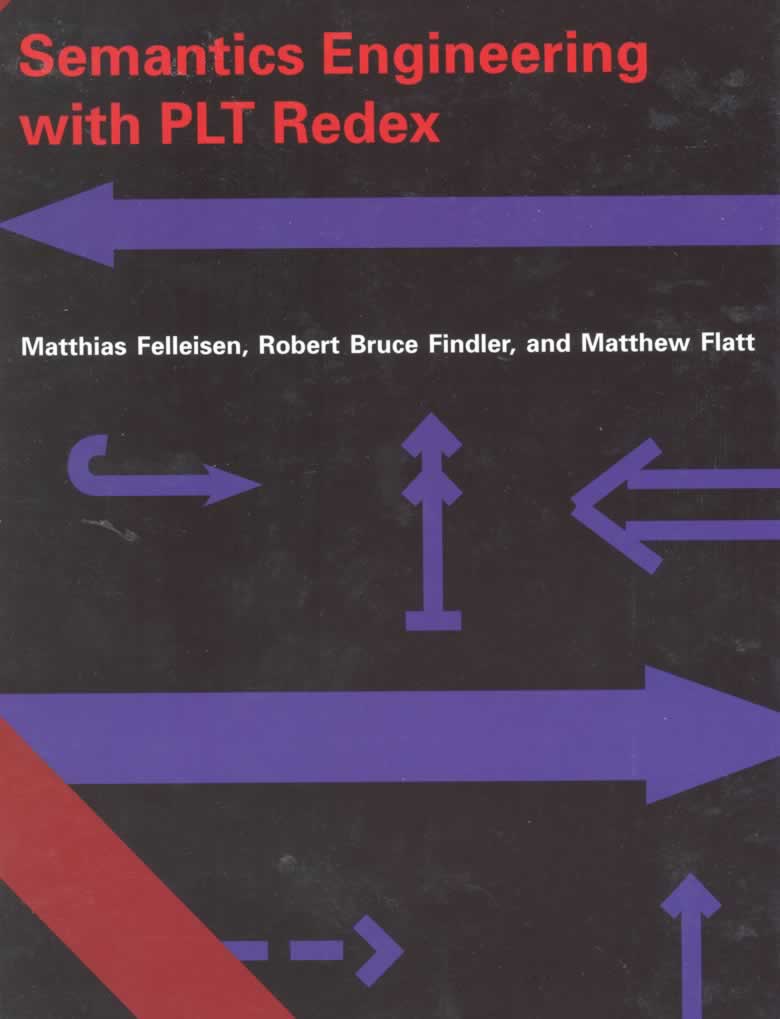 Semantics Engineering
with PLT Redex
Matthias Felleisen, Robert Bruce Findler, and Matthew Flatt